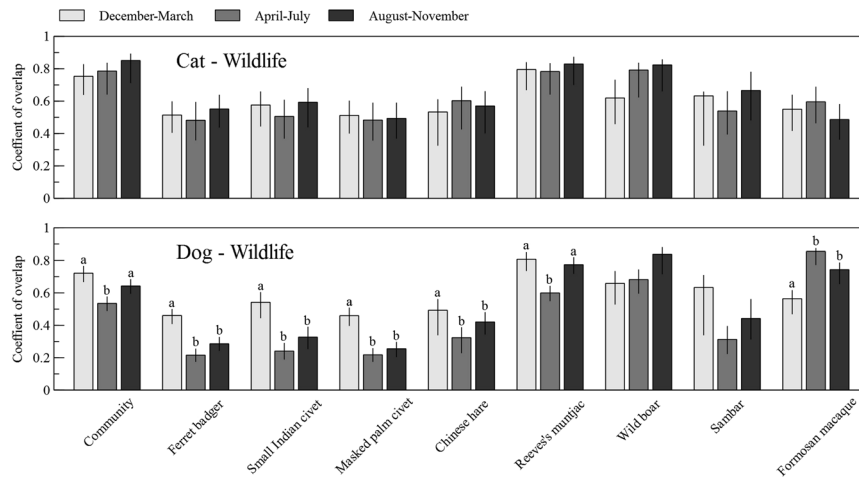 December-March April-July August-November
Cat - Wildlife
Coeffient of overlap
1
0.8
0.6
0.4
0.2
0
Dog - Wildlife
Coeffient of overlap
1
0.8
0.6
0.4
0.2
0
a b a
a b b
a b b
a b b
a b b
a b a
a b b
Community
Ferret badger
Small Indian civet
Masked palm civet
Chinese hare
Reeves's muntjac
Wild boar
Sambar
Formosan macaque